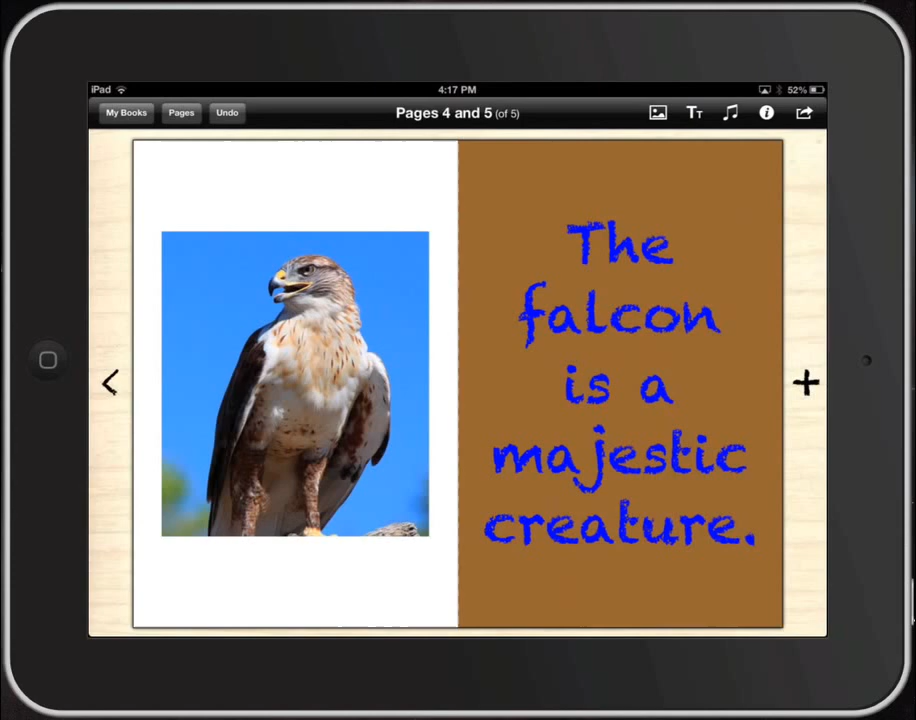 iPad 4:17 PM 52%
My Books Pages Undo Pages 4 and 5 (of 5) TT
The
falcon
is a
majestic
creature.